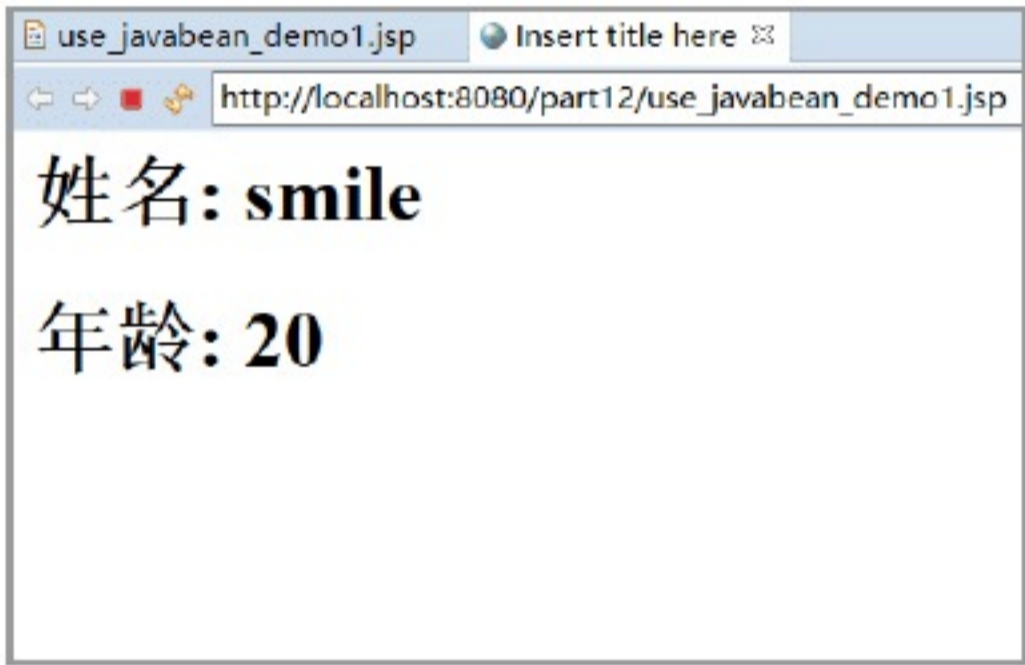 use_javabean_demo1.jsp Insert title here
http://localhost:8080/part12/use_javabean_demo1.jsp
姓名: smile
年龄: 20